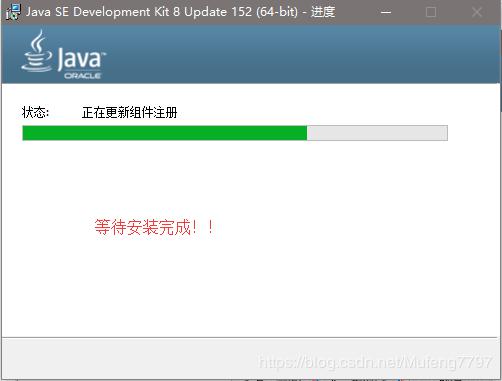 Java SE Development Kit 8 Update 152 (64-bit) - 进度
Java™
ORACLE
状态: 正在更新组件注册
等待安装完成！！
https://blog.csdn.net/Mufeng7797